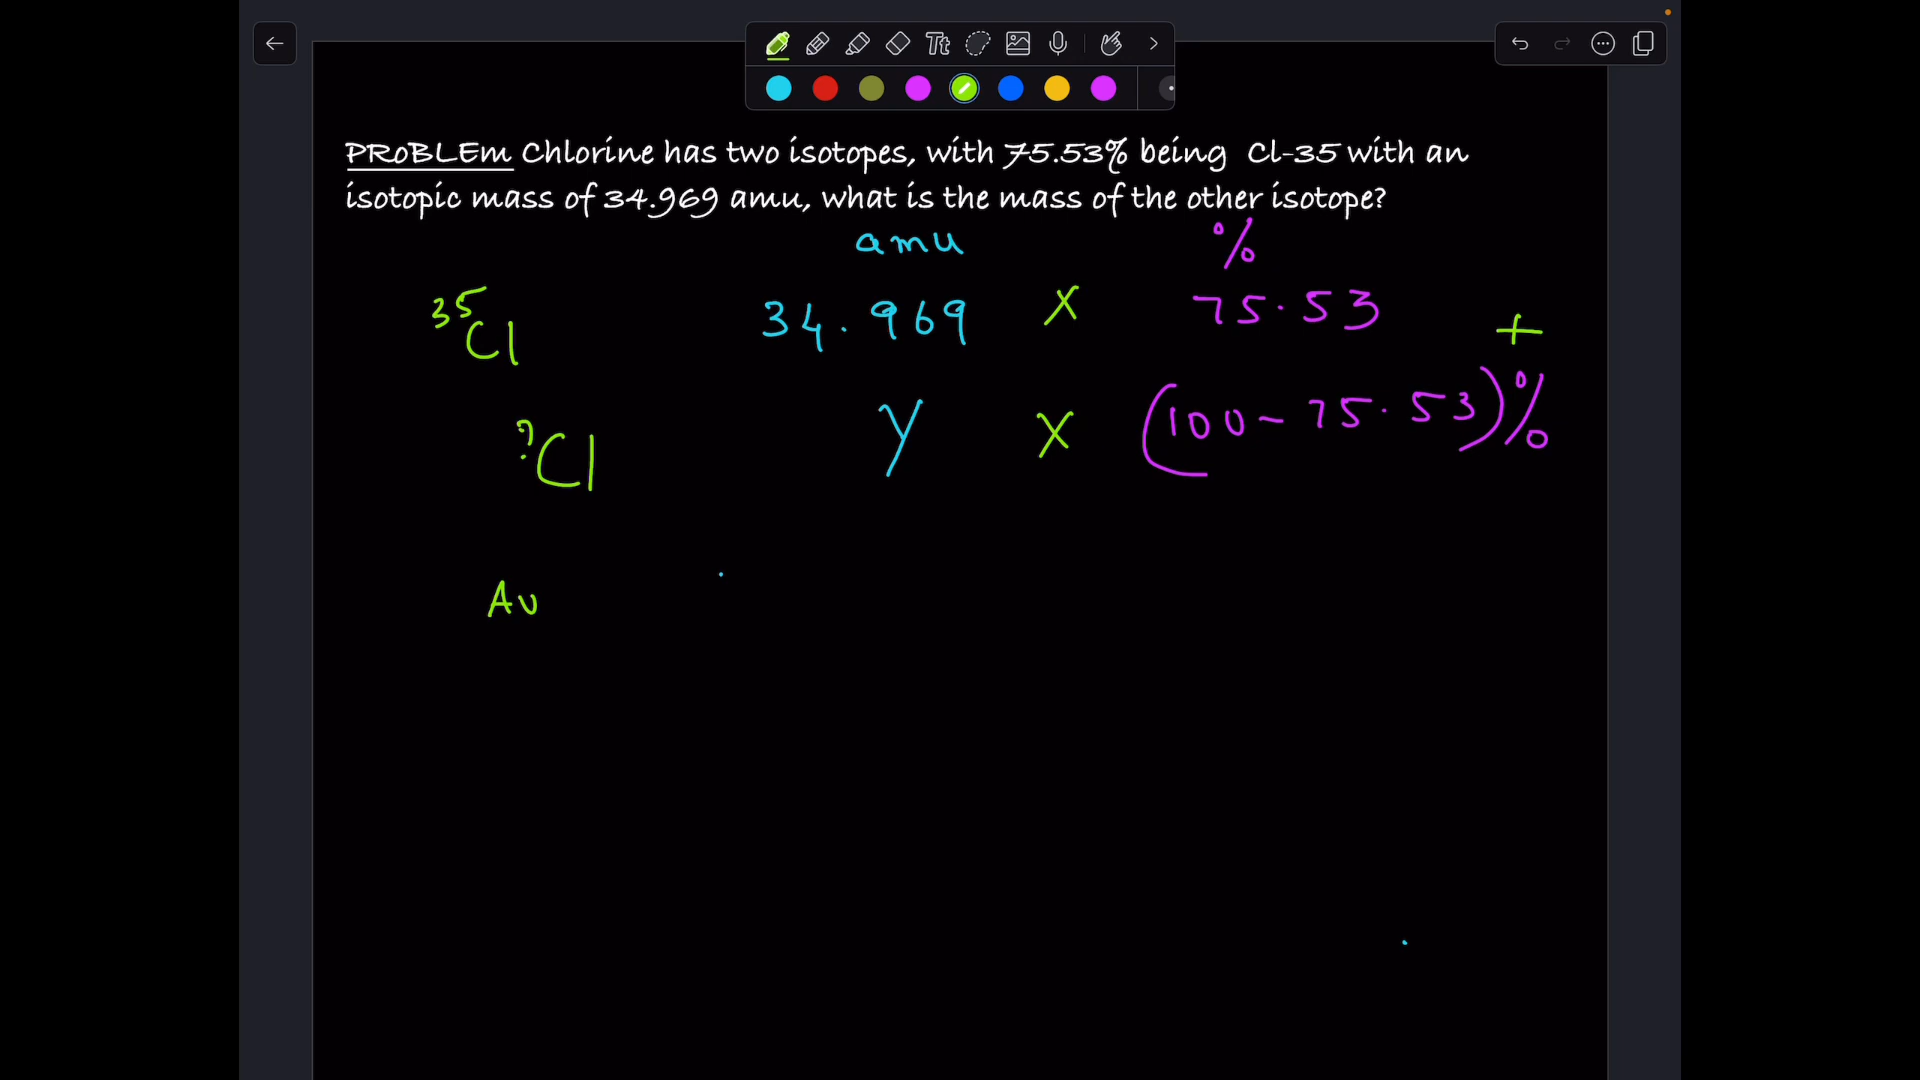 Tt
PROBLEm Chlorine has two isotopes, with 75.53% being Cl-35 with an
isotopic mass of 34.969 amu, what is the mass of the other isotope?
amu %
35Cl 34.969 X 75.53 +
?Cl y X (100-75.53)%
Av